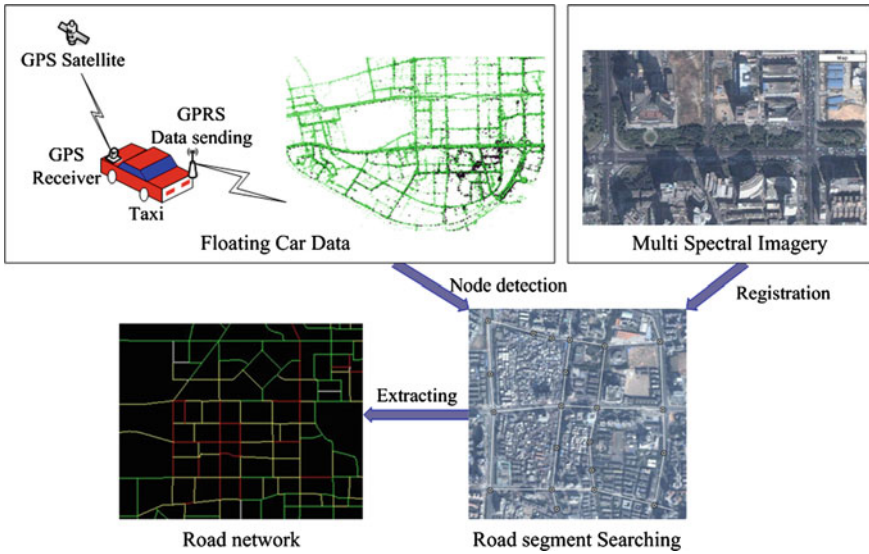 GPS Satellite
GPRS
Data sending
GPS
Receiver
Taxi
Floating Car Data
Map
Multi Spectral Imagery
Node detection
Registration
Extracting
Road network
Road segment Searching